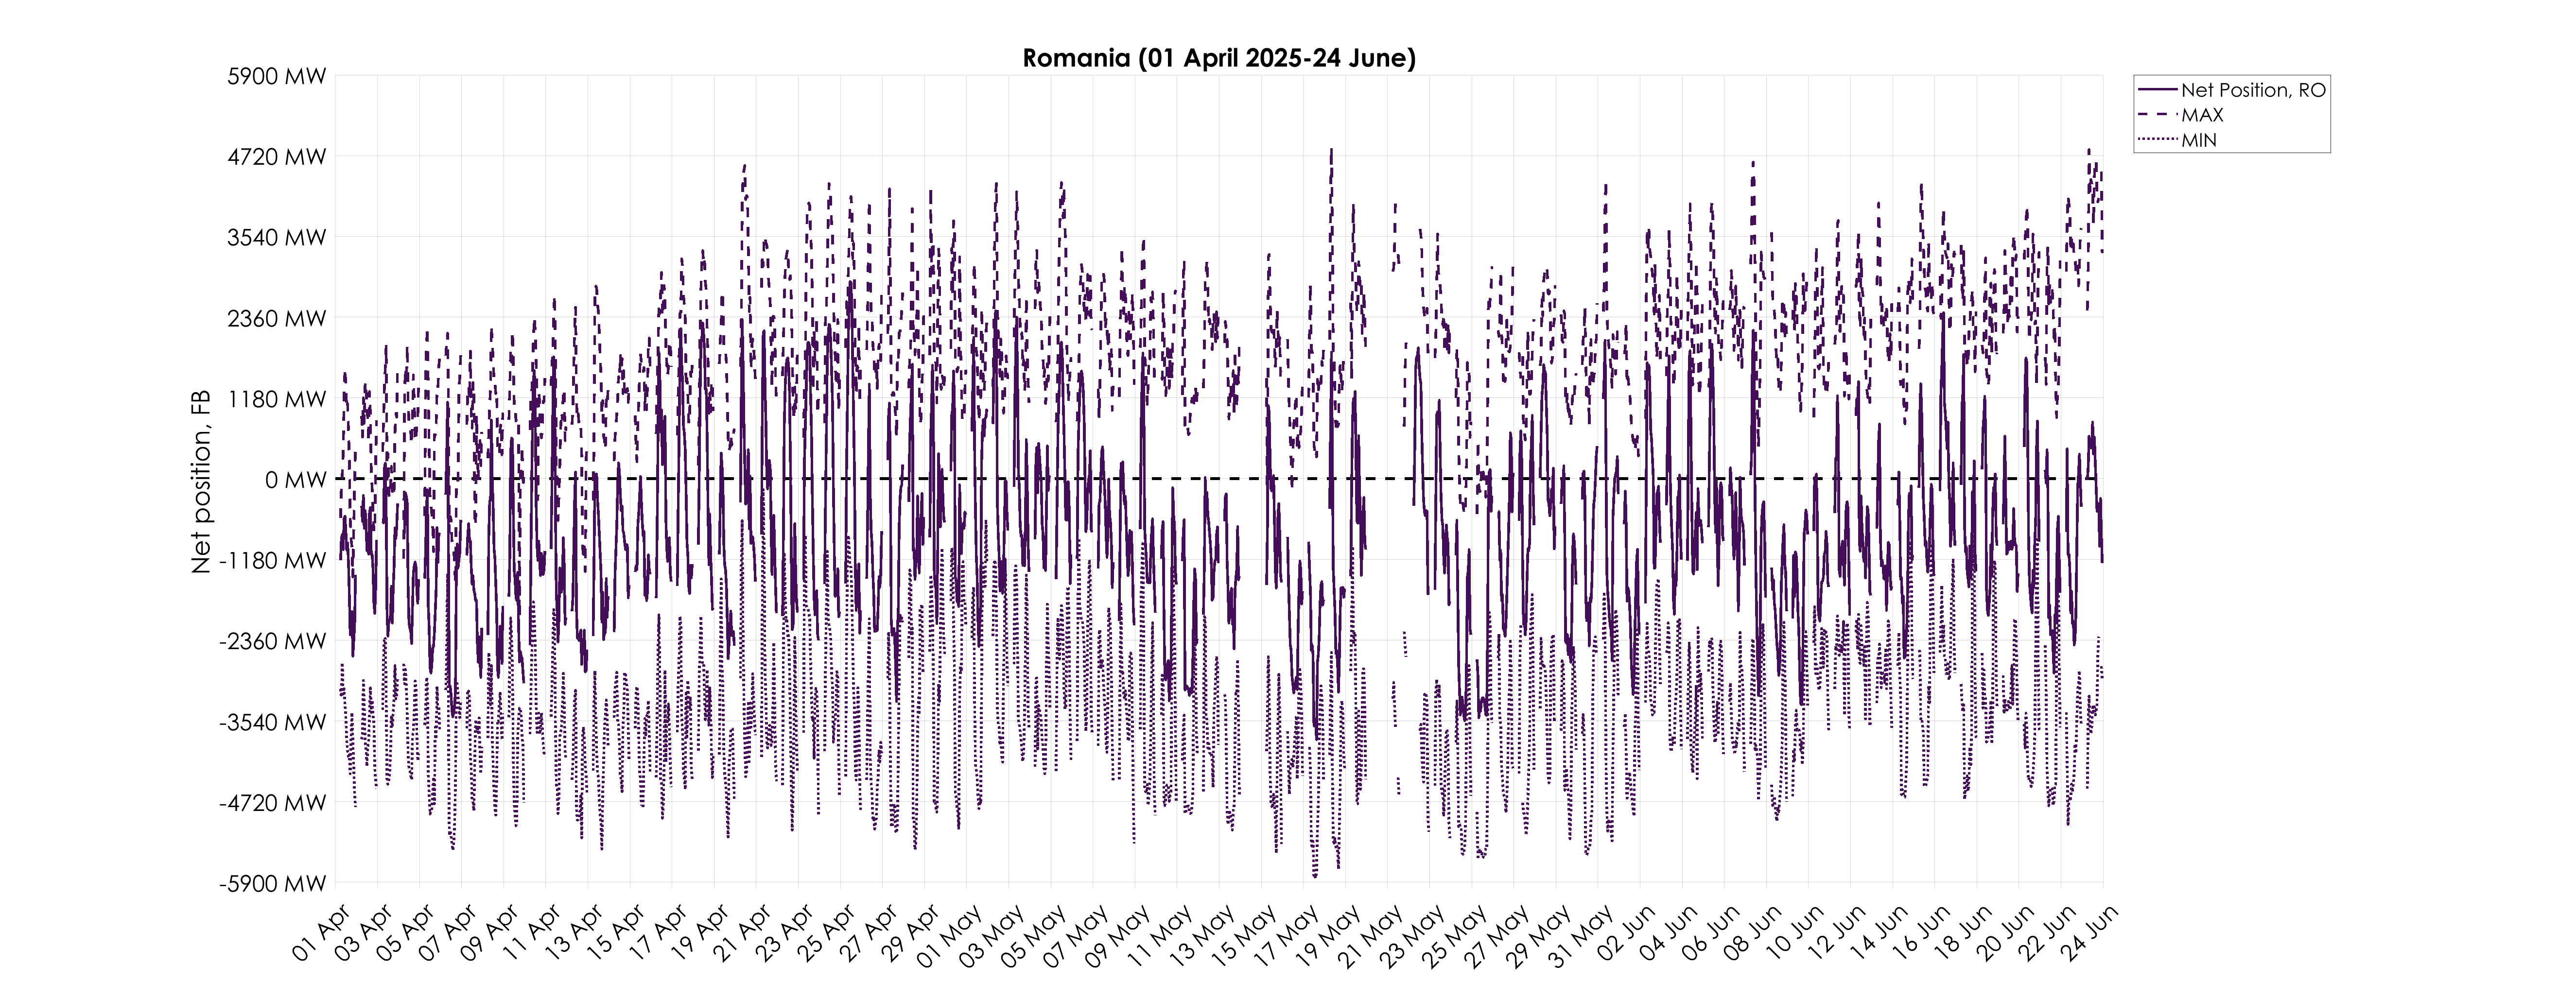 Romania (01 April 2025-24 June)
5900 MW
4720 MW
3540 MW
2360 MW
1180 MW
0 MW
-1180 MW
-2360 MW
-3540 MW
-4720 MW
-5900 MW
Net position, FB
Net Position, RO
MAX
MIN
01 Apr
03 Apr
05 Apr
07 Apr
09 Apr
11 Apr
13 Apr
15 Apr
17 Apr
19 Apr
21 Apr
23 Apr
25 Apr
27 Apr
29 Apr
01 May
03 May
05 May
07 May
09 May
11 May
13 May
15 May
17 May
19 May
21 May
23 May
25 May
27 May
29 May
31 May
02 Jun
04 Jun
06 Jun
08 Jun
10 Jun
12 Jun
14 Jun
16 Jun
18 Jun
20 Jun
22 Jun
24 Jun